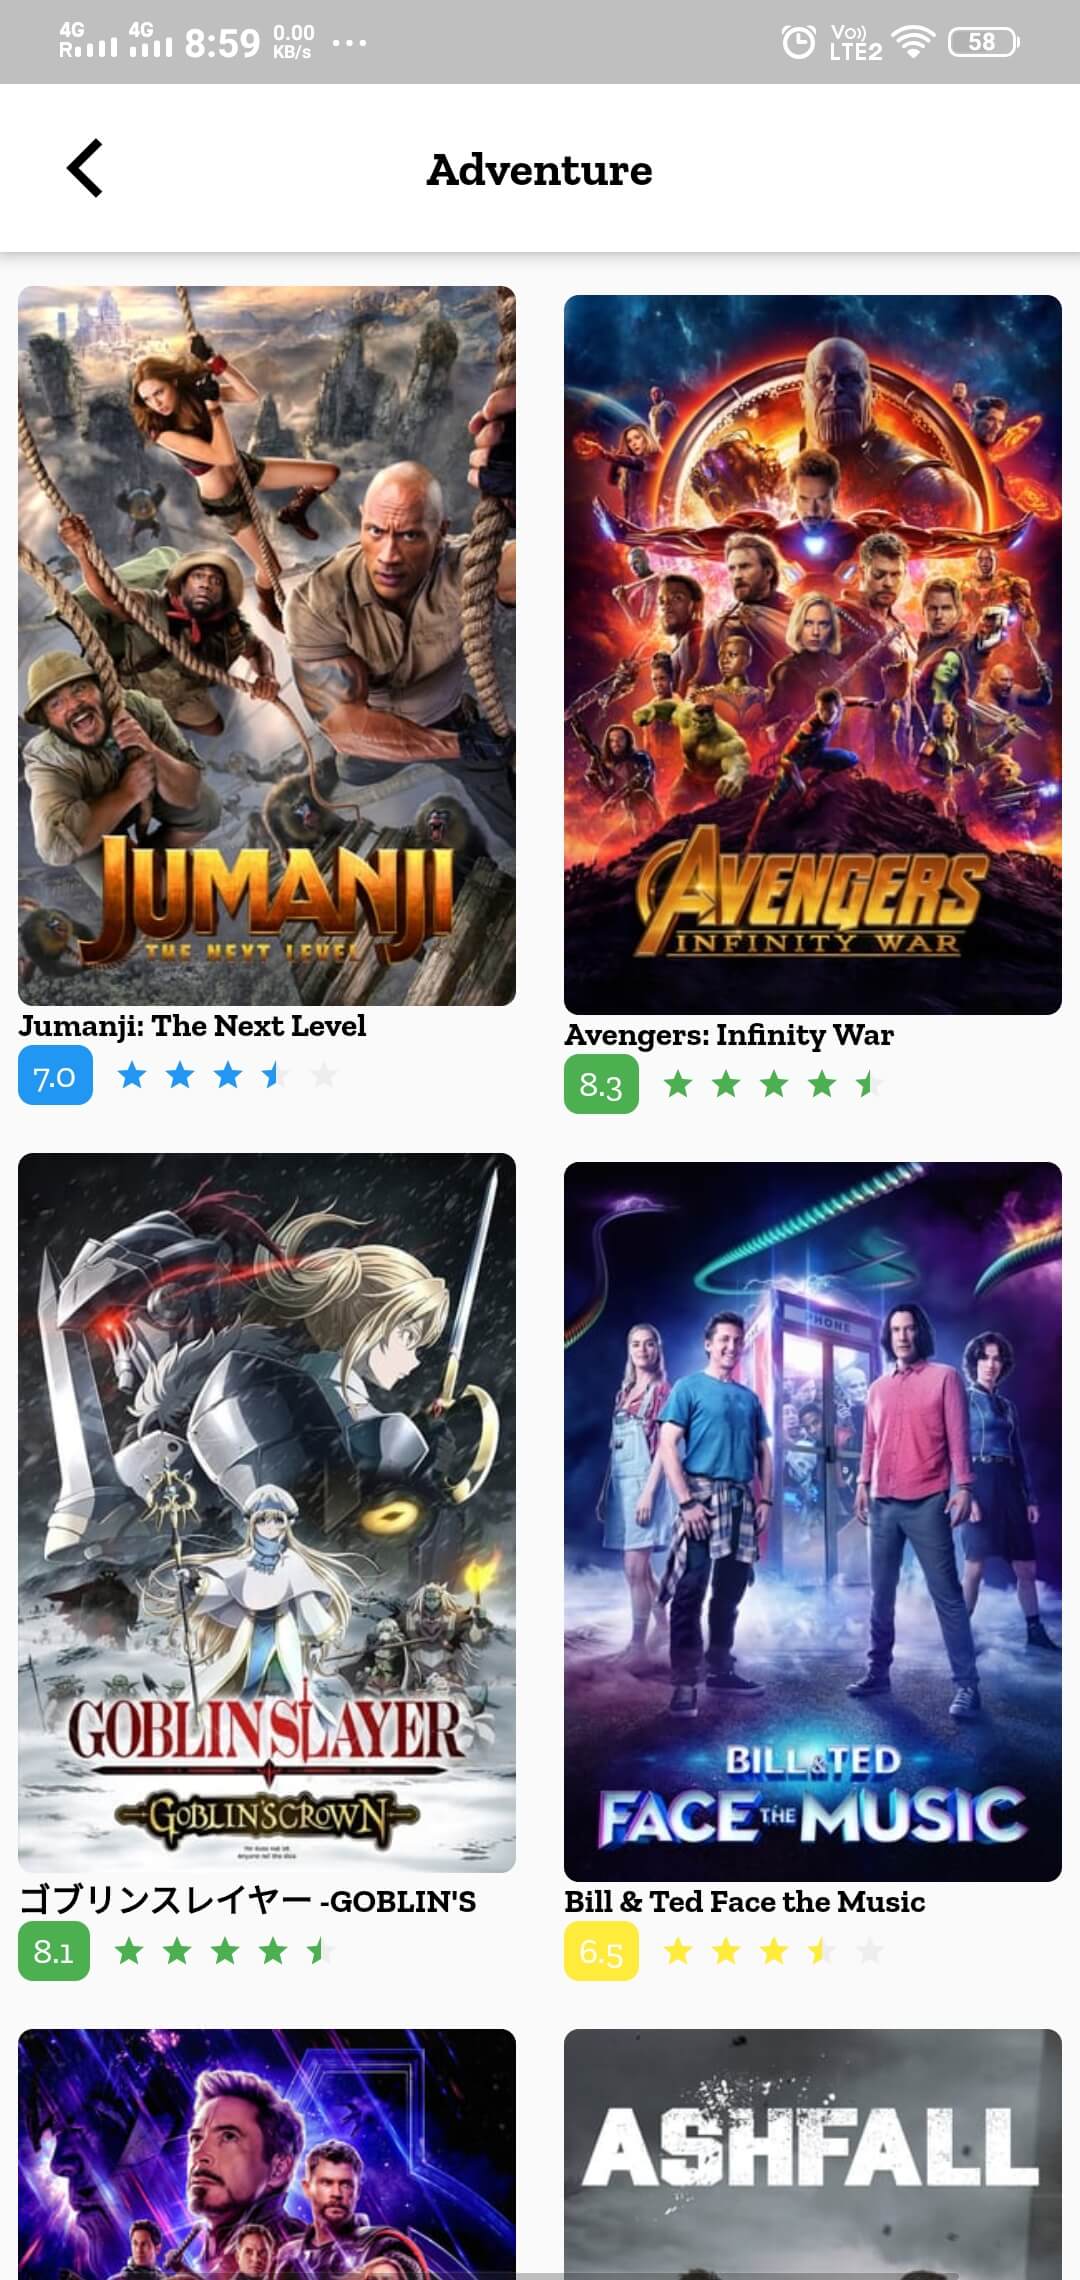 4G 4G 8:59 0.00 KB/s ...
R
Vo)) LTE2 58
Adventure
JUMANJI
THE NEXT LEVEL
Jumanji: The Next Level
7.0
AVENGERS
INFINITY WAR
Avengers: Infinity War
8.3
GOBLIN SLAYER
GOBLIN'S CROWN
ゴブリンスレイヤー -GOBLIN'S
8.1
PHONE
BILL & TED
FACE THE MUSIC
Bill & Ted Face the Music
6.5
ASHFALL